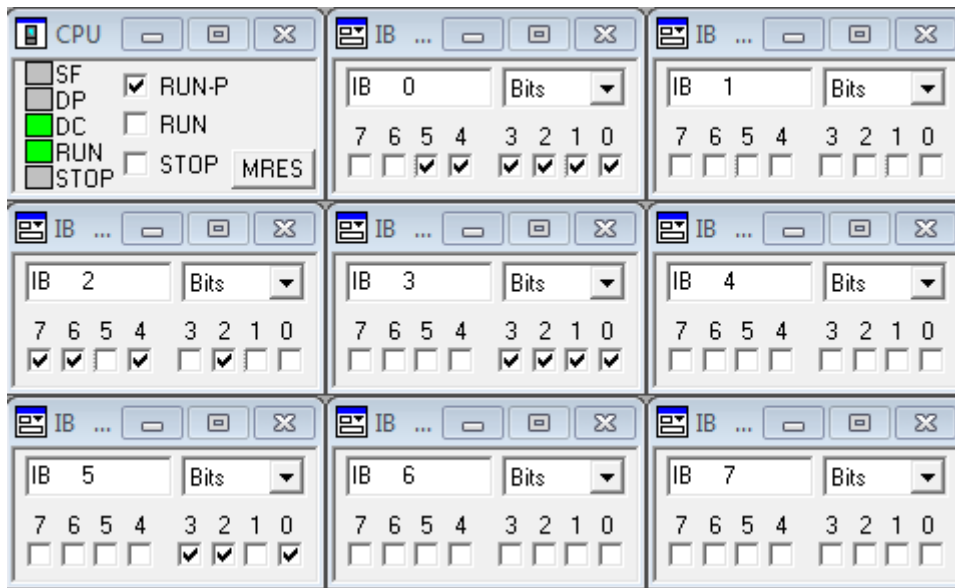 CPU
SF
DP
DC
RUN
STOP
RUN-P
RUN
STOP
MRES
IB ...
IB 0
Bits
7 6 5 4 3 2 1 0
IB ...
IB 1
Bits
7 6 5 4 3 2 1 0
IB ...
IB 2
Bits
7 6 5 4 3 2 1 0
IB ...
IB 3
Bits
7 6 5 4 3 2 1 0
IB ...
IB 4
Bits
7 6 5 4 3 2 1 0
IB ...
IB 5
Bits
7 6 5 4 3 2 1 0
IB ...
IB 6
Bits
7 6 5 4 3 2 1 0
IB ...
IB 7
Bits
7 6 5 4 3 2 1 0